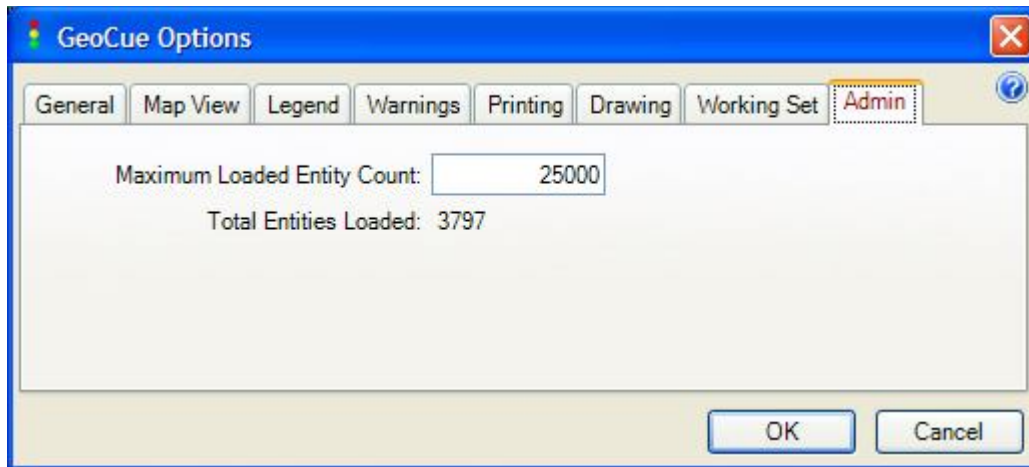 GeoCue Options
General Map View Legend Warnings Printing Drawing Working Set Admin
Maximum Loaded Entity Count: 25000
Total Entities Loaded: 3797
OK Cancel